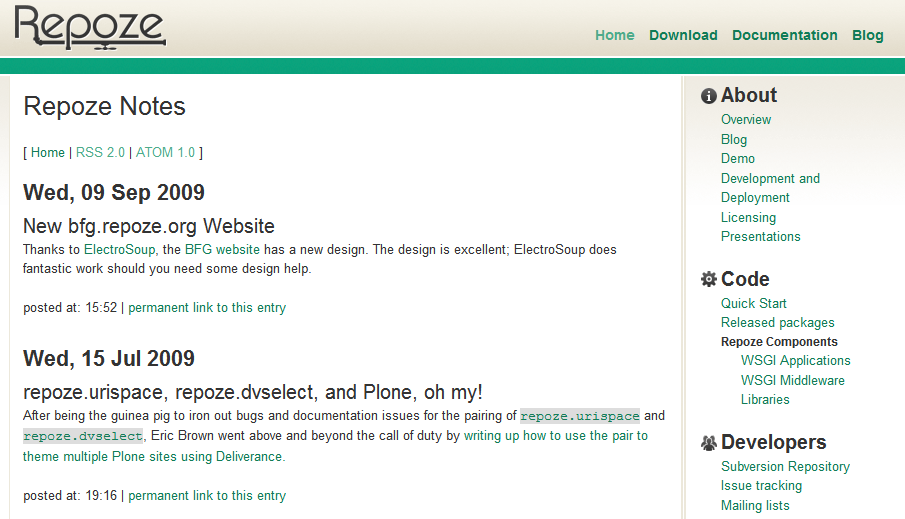 Repoze
Home Download Documentation Blog
Repoze Notes
[ Home | RSS 2.0 | ATOM 1.0 ]
Wed, 09 Sep 2009
New bfg.repoze.org Website
Thanks to ElectroSoup, the BFG website has a new design. The design is excellent; ElectroSoup does
fantastic work should you need some design help.
posted at: 15:52 | permanent link to this entry
Wed, 15 Jul 2009
repoze.urispace, repoze.dvselect, and Plone, oh my!
After being the guinea pig to iron out bugs and documentation issues for the pairing of repoze.urispace and
repoze.dvselect, Eric Brown went above and beyond the call of duty by writing up how to use the pair to
theme multiple Plone sites using Deliverance.
posted at: 19:16 | permanent link to this entry
About
Overview
Blog
Demo
Development and
Deployment
Licensing
Presentations
Code
Quick Start
Released packages
Repoze Components
WSGI Applications
WSGI Middleware
Libraries
Developers
Subversion Repository
Issue tracking
Mailing lists